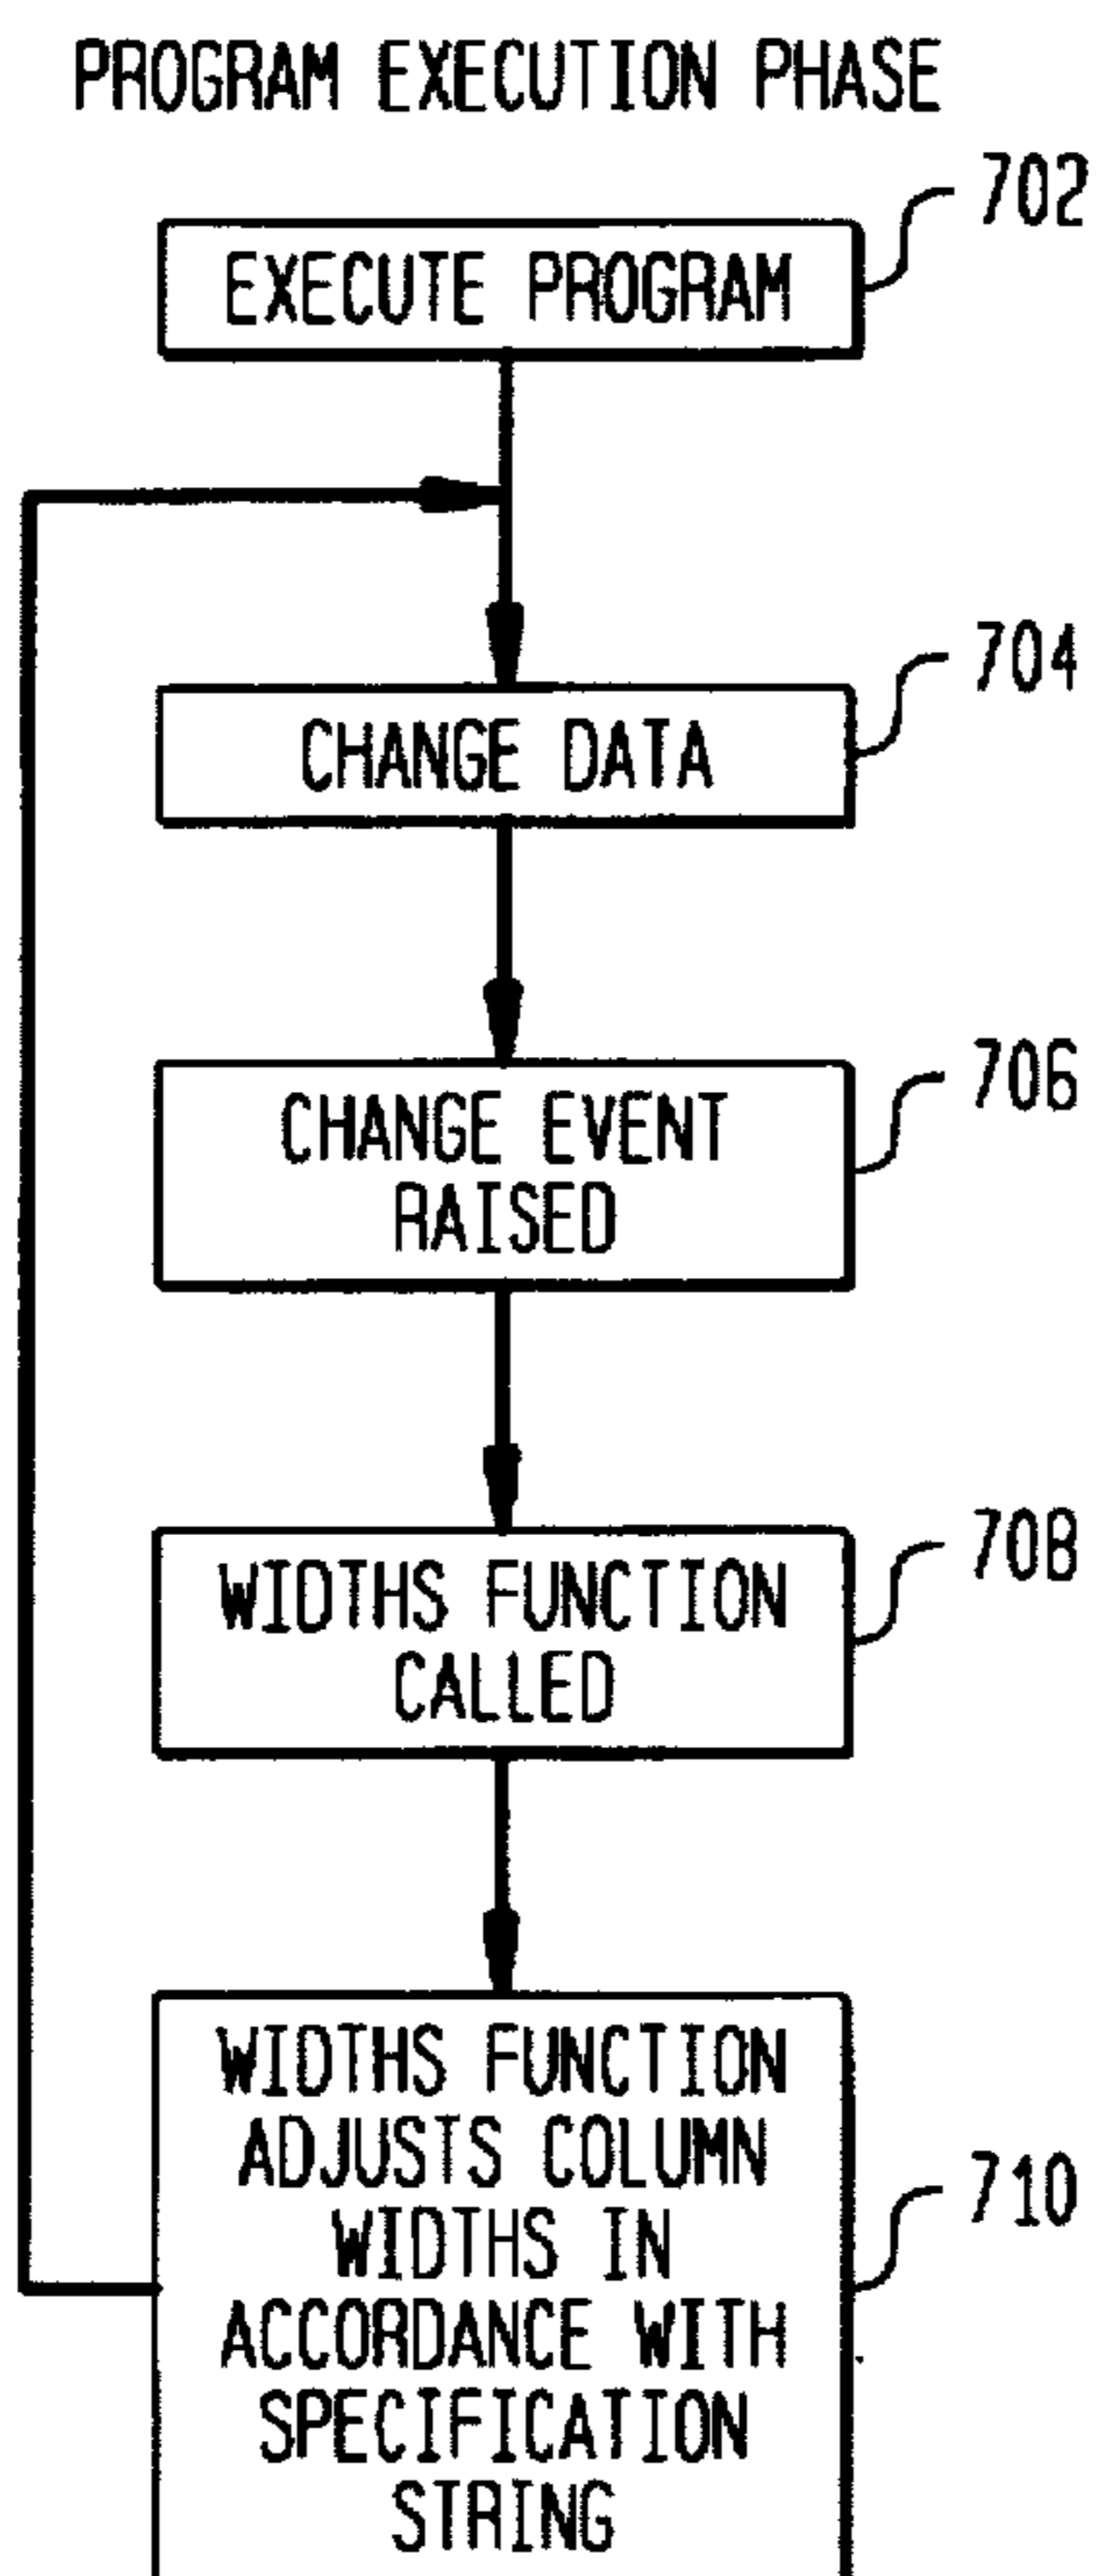 PROGRAM EXECUTION PHASE
702
EXECUTE PROGRAM
704
CHANGE DATA
706
CHANGE EVENT
RAISED
708
WIDTHS FUNCTION
CALLED
710
WIDTHS FUNCTION
ADJUSTS COLUMN
WIDTHS IN
ACCORDANCE WITH
SPECIFICATION
STRING